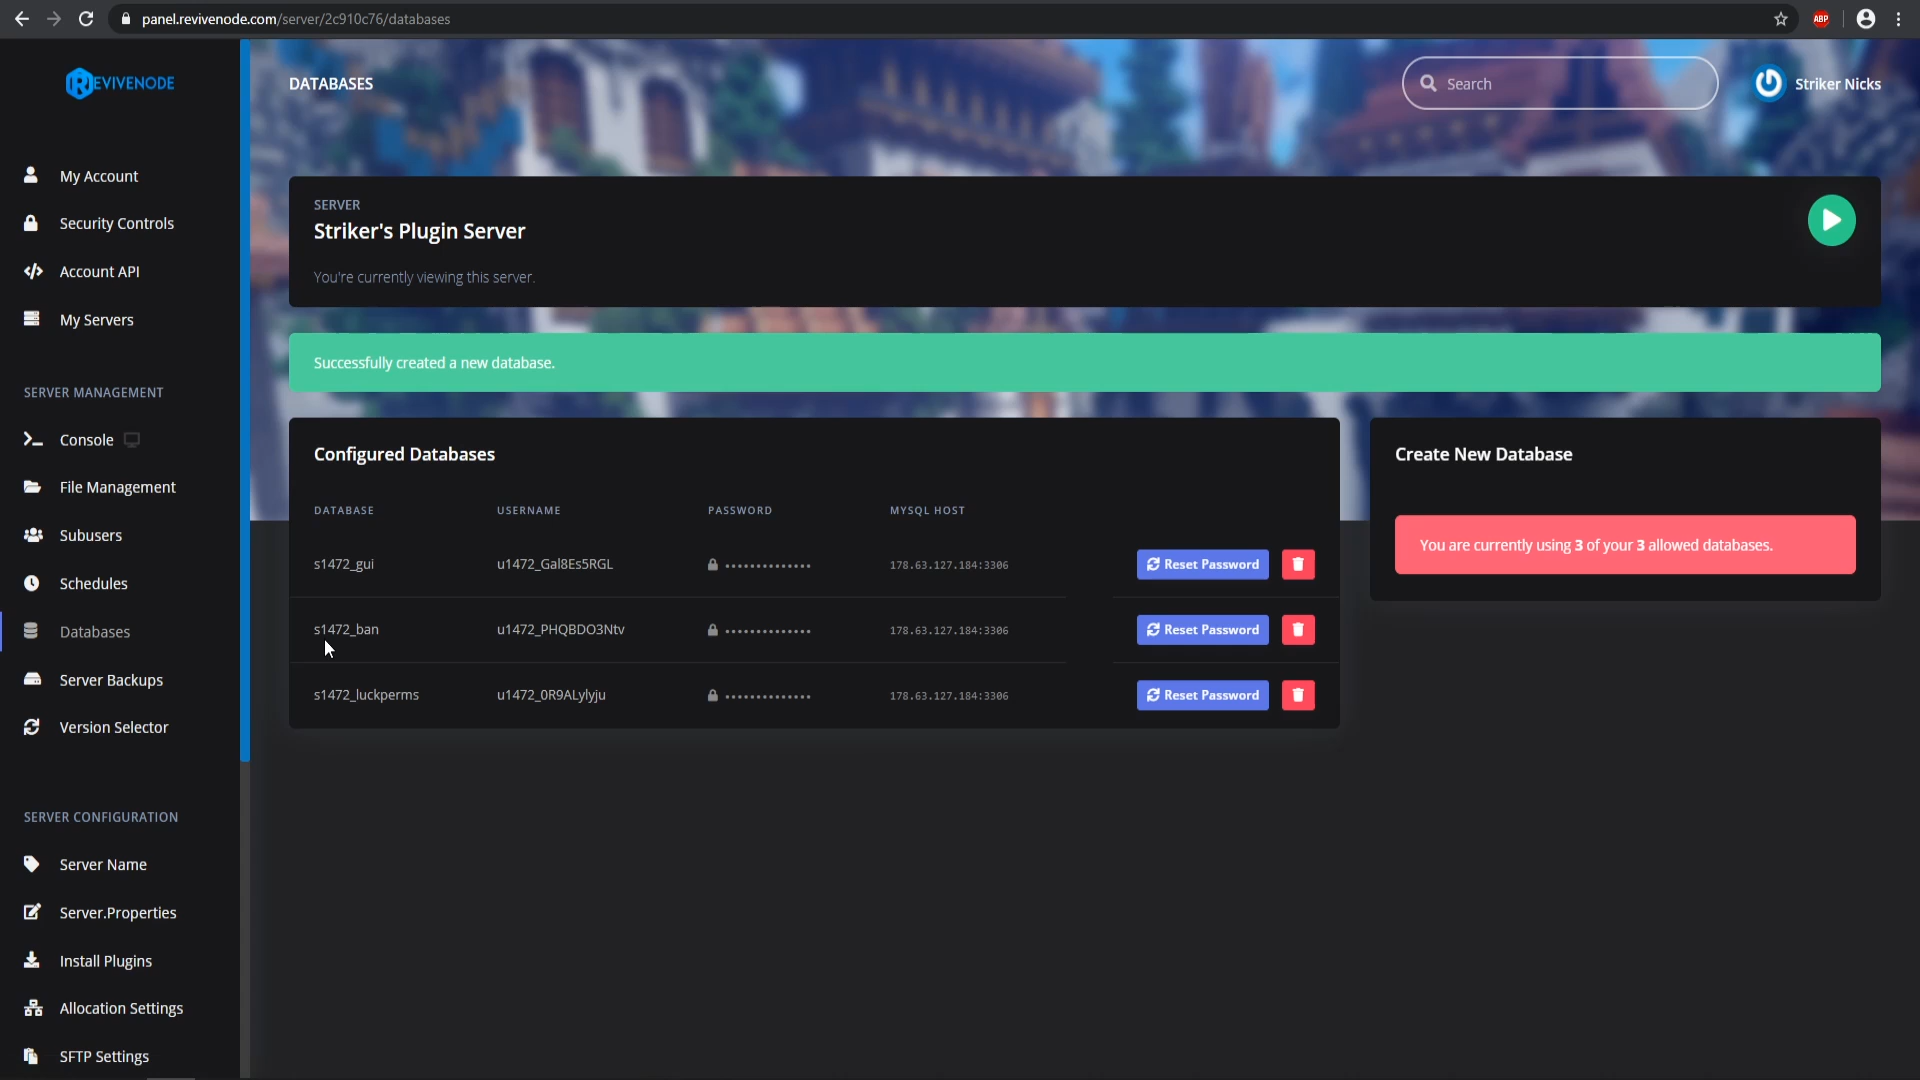 panel.revivenode.com/server/2c910c76/databases
ABP
REVIVENODE
DATABASES
Search
Striker Nicks
My Account
Security Controls
Account API
My Servers
SERVER MANAGEMENT
Console
File Management
Subusers
Schedules
Databases
Server Backups
Version Selector
SERVER CONFIGURATION
Server Name
Server.Properties
Install Plugins
Allocation Settings
SFTP Settings
SERVER
Striker's Plugin Server
You're currently viewing this server.
Successfully created a new database.
Configured Databases
DATABASE USERNAME PASSWORD MYSQL HOST
s1472_gui u1472_Gal8Es5RGL •••••••••••••• 178.63.127.184:3306 Reset Password
s1472_ban u1472_PHQBDO3Ntv •••••••••••••• 178.63.127.184:3306 Reset Password
s1472_luckperms u1472_0R9ALylyju •••••••••••••• 178.63.127.184:3306 Reset Password
Create New Database
You are currently using 3 of your 3 allowed databases.